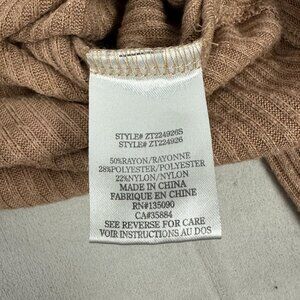 STYLE# ZT224926S
STYLE# ZT224926
50%RAYON/RAYONNE
28%POLYESTER/POLYESTER
22%NYLON/NYLON
MADE IN CHINA
FABRIQUE EN CHINE
RN#135090
CA#35884
SEE REVERSE FOR CARE
VOIR INSTRUCTIONS AU DOS